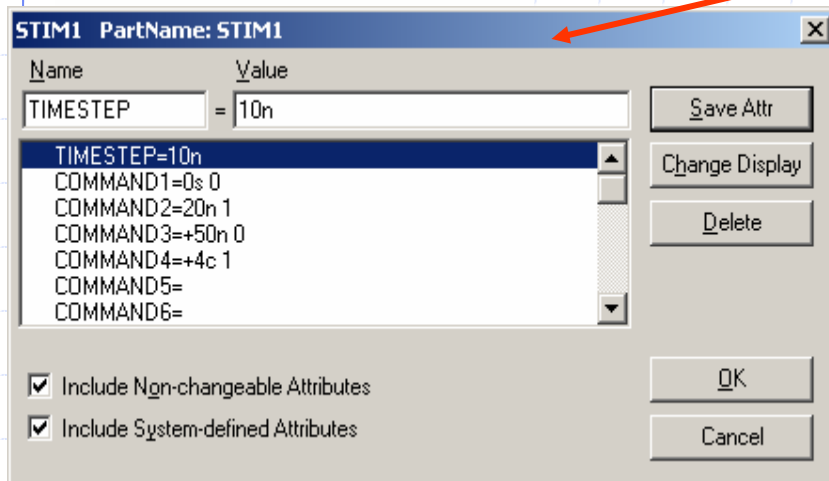 STIM1 PartName: STIM1
Name Value
TIMESTEP = 10n
Save Attr
TIMESTEP=10n
COMMAND1=0s 0
COMMAND2=20n 1
COMMAND3=+50n 0
COMMAND4=+4c 1
COMMAND5=
COMMAND6=
Change Display
Delete
Include Non-changeable Attributes
Include System-defined Attributes
OK
Cancel